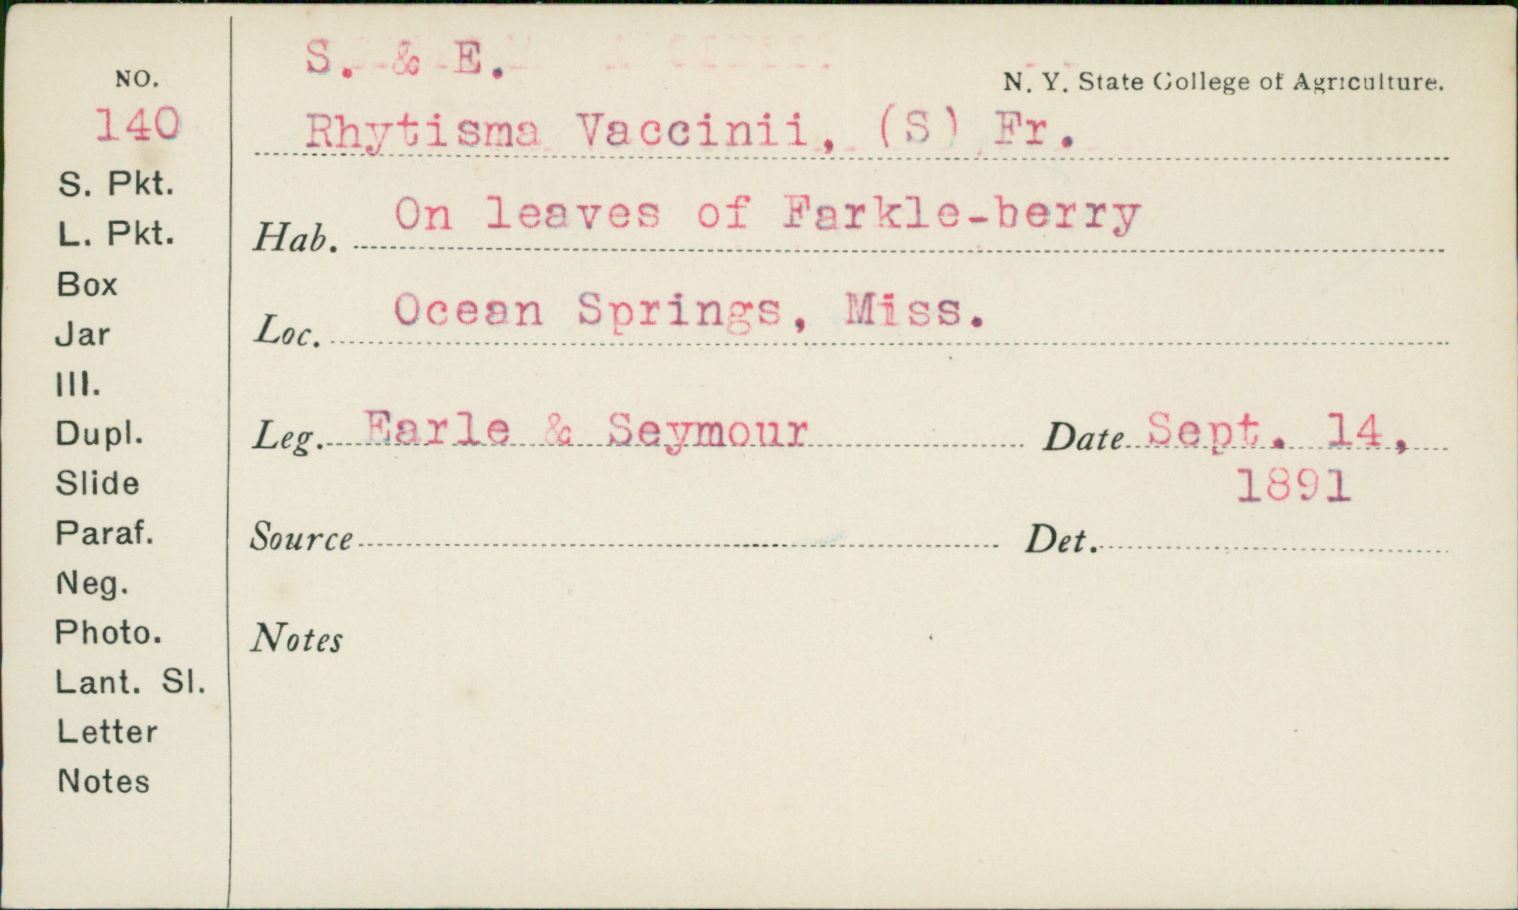 S. & E.
N. Y. State College of Agriculture.
NO.
140
Rhytisma Vaccinii, (S) Fr.
S. Pkt.
L. Pkt.
Box
Jar
Ill.
Dupl.
Slide
Paraf.
Neg.
Photo.
Lant. Sl.
Letter
Notes
Hab. On leaves of Farkle-berry
Loc. Ocean Springs, Miss.
Leg. Earle & Seymour Date Sept. 14,
1891
Source Det.
Notes